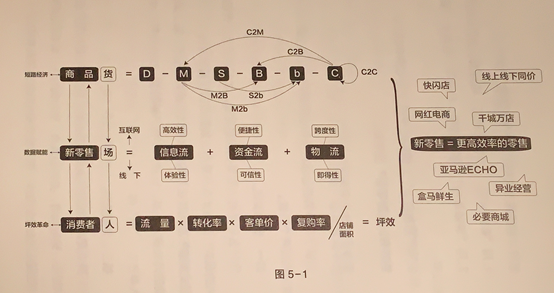 C2M
C2B
短路经济
商品
货
=
D
M
S
B
b
C
C2C
M2B
S2b
M2b
互联网
高效性
便捷性
跨度性
数据赋能
新零售
场
=
信息流
+
资金流
+
物流
线下
体验性
可信性
即得性
坪效革命
消费者
人
=
流量
×
转化率
×
客单价
×
复购率
/
店铺
面积
=
坪效
快闪店
线上线下同价
网红电商
千城万店
新零售=更高效率的零售
亚马逊ECHO
异业经营
盒马鲜生
必要商城
图 5-1